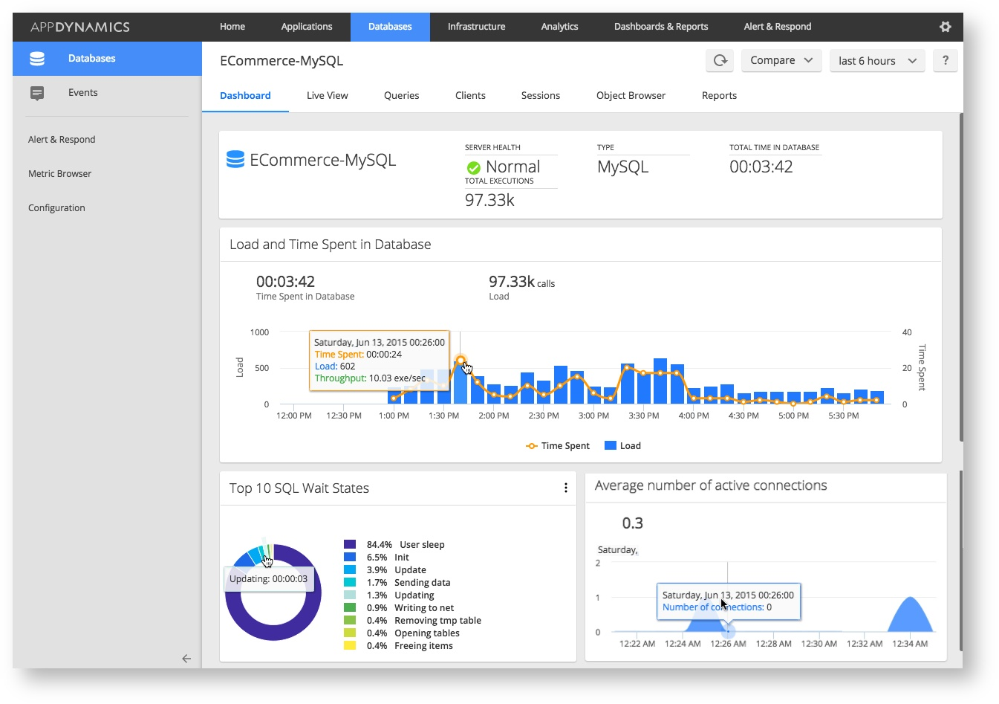 APPDYNAMICS
Home
Applications
Databases
Infrastructure
Analytics
Dashboards & Reports
Alert & Respond
Databases
Events
Alert & Respond
Metric Browser
Configuration
ECommerce-MySQL
Compare
last 6 hours
?
Dashboard
Live View
Queries
Clients
Sessions
Object Browser
Reports
ECommerce-MySQL
SERVER HEALTH
Normal
TOTAL EXECUTIONS
97.33k
TYPE
MySQL
TOTAL TIME IN DATABASE
00:03:42
Load and Time Spent in Database
00:03:42
Time Spent in Database
97.33k calls
Load
1000
500
0
Load
40
20
0
Time Spent
Saturday, Jun 13, 2015 00:26:00
Time Spent: 00:00:24
Load: 602
Throughput: 10.03 exe/sec
12:00 PM
12:30 PM
1:00 PM
1:30 PM
2:00 PM
2:30 PM
3:00 PM
3:30 PM
4:00 PM
4:30 PM
5:00 PM
5:30 PM
Time Spent
Load
Top 10 SQL Wait States
Updating: 00:00:03
84.4% User sleep
6.5% Init
3.9% Update
1.7% Sending data
1.3% Updating
0.9% Writing to net
0.4% Removing tmp table
0.4% Opening tables
0.4% Freeing items
Average number of active connections
0.3
Saturday,
2
1
0
Saturday, Jun 13, 2015 00:26:00
Number of connections: 0
12:22 AM
12:24 AM
12:26 AM
12:28 AM
12:30 AM
12:32 AM
12:34 AM